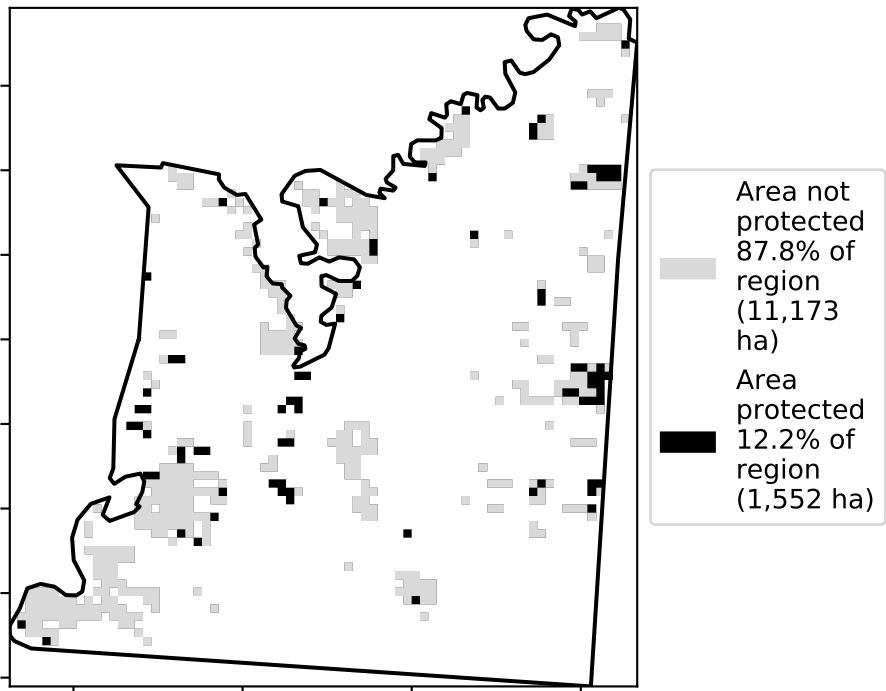 Area not
protected
87.8% of
region
(11,173
ha)
Area
protected
12.2% of
region
(1,552 ha)